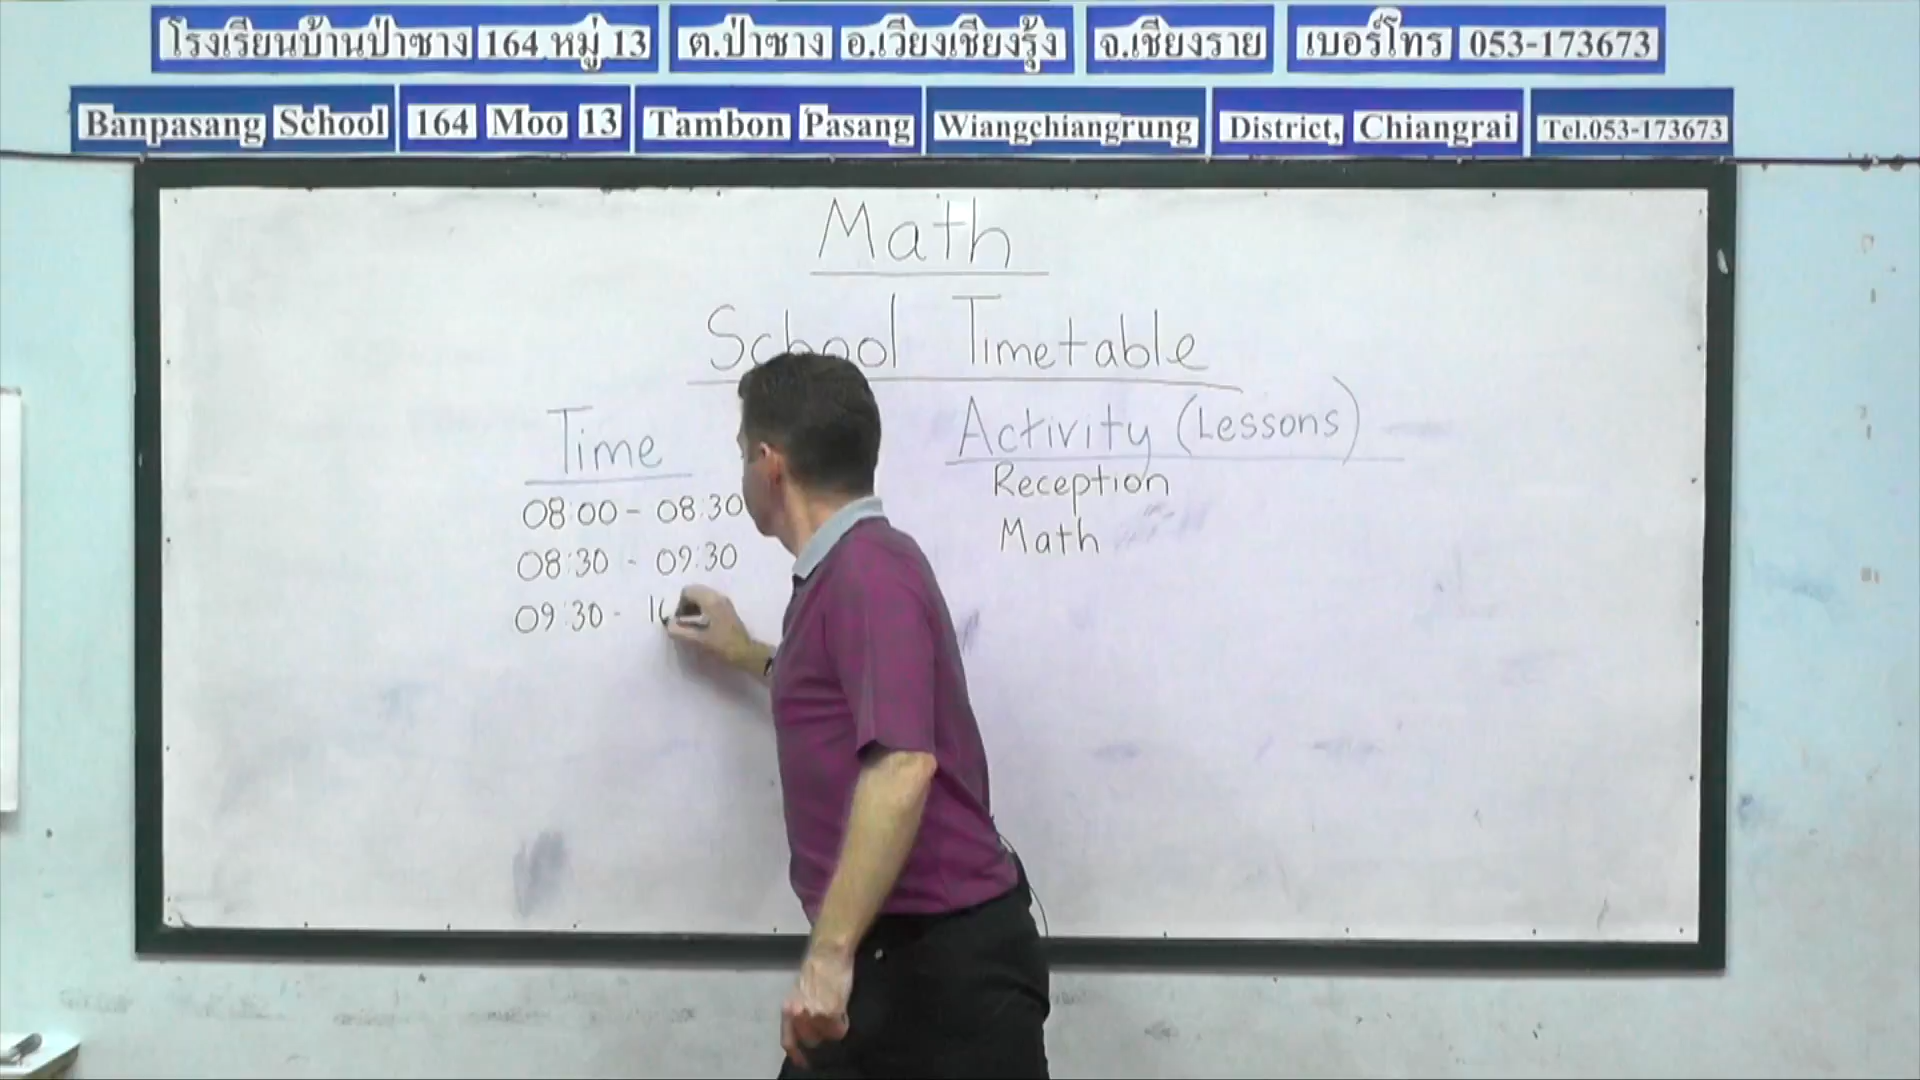 โรงเรียนบ้านป่าซาง 164 หมู่ 13 ต.ป่าซาง อ.เวียงเชียงรุ้ง จ.เชียงราย เบอร์โทร 053-173673
Banpasang School 164 Moo 13 Tambon Pasang Wiangchiangrung District, Chiangrai Tel.053-173673
Math
School Timetable
Time Activity (Lessons)
08:00 - 08:30 Reception
08:30 - 09:30 Math
09:30 -